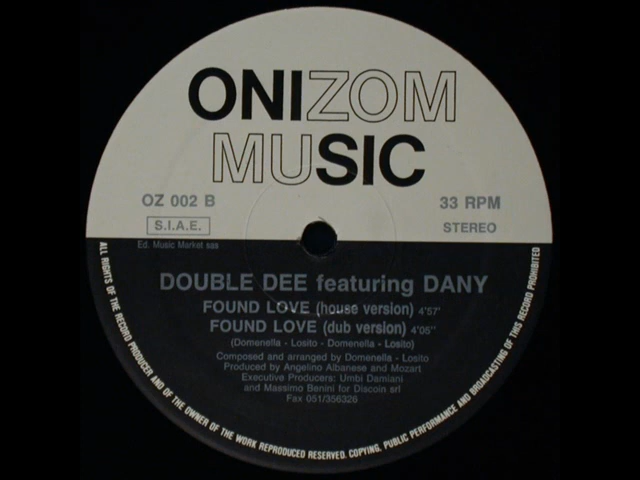 ONIZOM
MUSIC
OZ 002 B
33 RPM
S.I.A.E.
STEREO
Ed. Music Market sas
DOUBLE DEE featuring DANY
FOUND LOVE (house version) 4'57'
FOUND LOVE (dub version) 4'05''
(Domenella - Losito - Domenella - Losito)
Composed and arranged by Domenella - Losito
Produced by Angelino Albanese and Mozart
Executive Producers: Umbi Damiani
and Massimo Benini for Discoin srl
Fax 051/356326
ALL RIGHTS OF THE RECORD PRODUCER AND OF THE OWNER OF THE WORK REPRODUCED RESERVED. COPYING, PUBLIC PERFORMANCE AND BROADCASTING OF THIS RECORD PROHIBITED